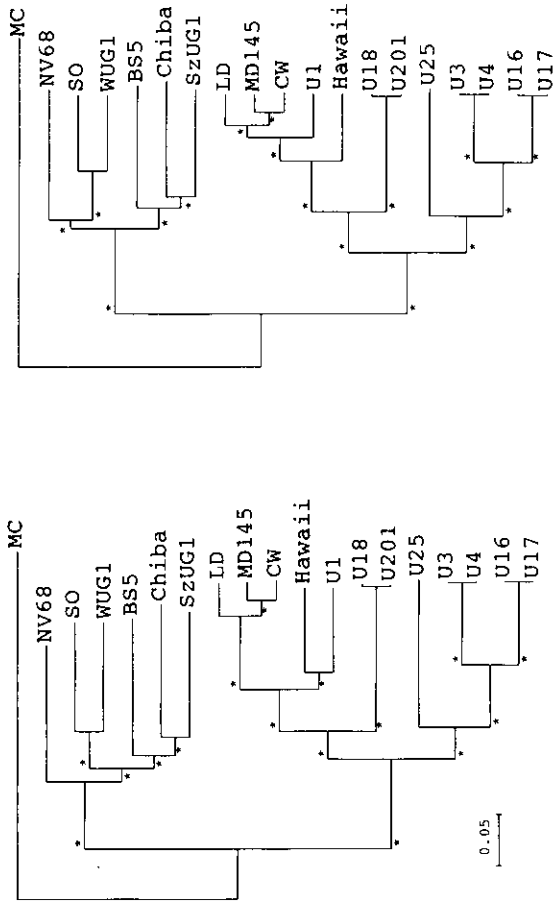 MC
NV68
SO
WUG1
BS5
Chiba
SzUG1
LD
MD145
CW
U1
Hawaii
U18
U201
U25
U3
U4
U16
U17
MC
NV68
SO
WUG1
BS5
Chiba
SzUG1
LD
MD145
CW
Hawaii
U1
U18
U201
U25
U3
U4
U16
U17
0.05